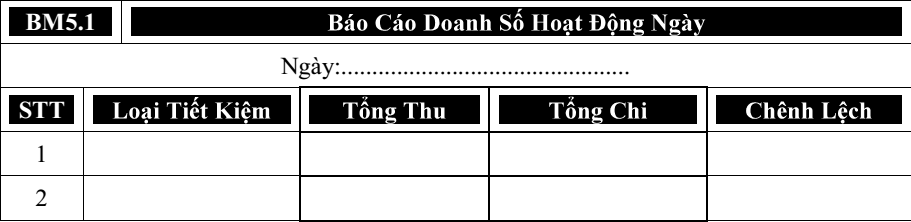 BM5.1 Báo Cáo Doanh Số Hoạt Động Ngày
Ngày:...............................................
STT Loại Tiết Kiệm Tổng Thu Tổng Chi Chênh Lệch
1
2